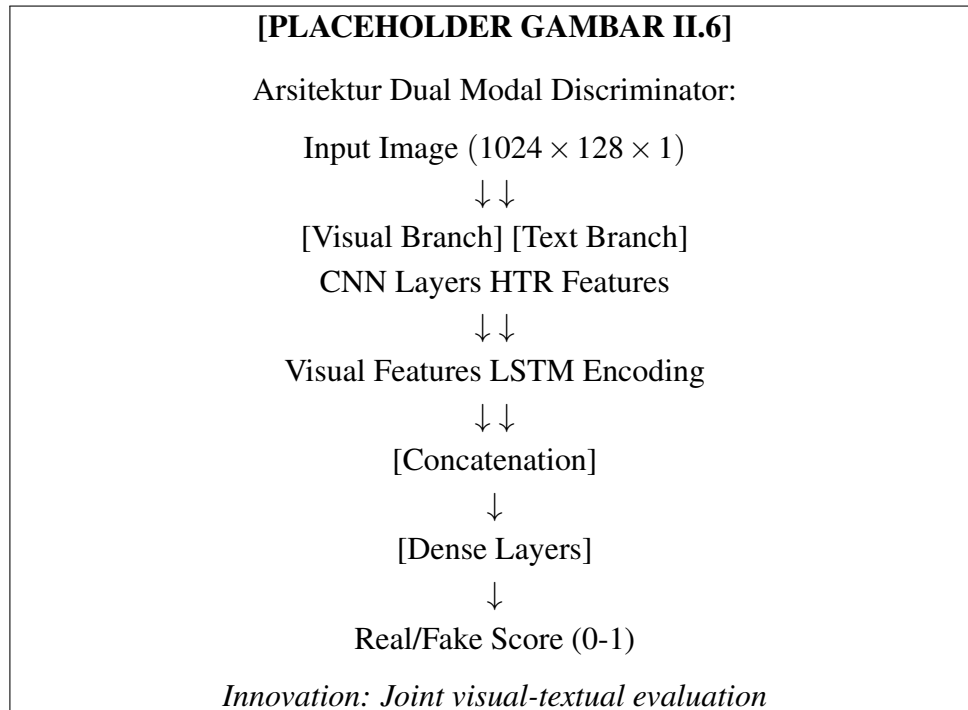 [PLACEHOLDER GAMBAR II.6]
Arsitektur Dual Modal Discriminator:
Input Image (1024 × 128 × 1)
↓ ↓
[Visual Branch] [Text Branch]
CNN Layers HTR Features
↓ ↓
Visual Features LSTM Encoding
↓ ↓
[Concatenation]
↓
[Dense Layers]
↓
Real/Fake Score (0-1)
Innovation: Joint visual-textual evaluation